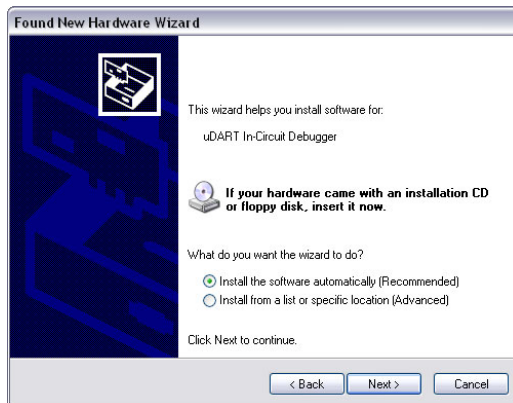 Found New Hardware Wizard
This wizard helps you install software for:
uDART In-Circuit Debugger
If your hardware came with an installation CD
or floppy disk, insert it now.
What do you want the wizard to do?
Install the software automatically (Recommended)
Install from a list or specific location (Advanced)
Click Next to continue.
< Back
Next >
Cancel